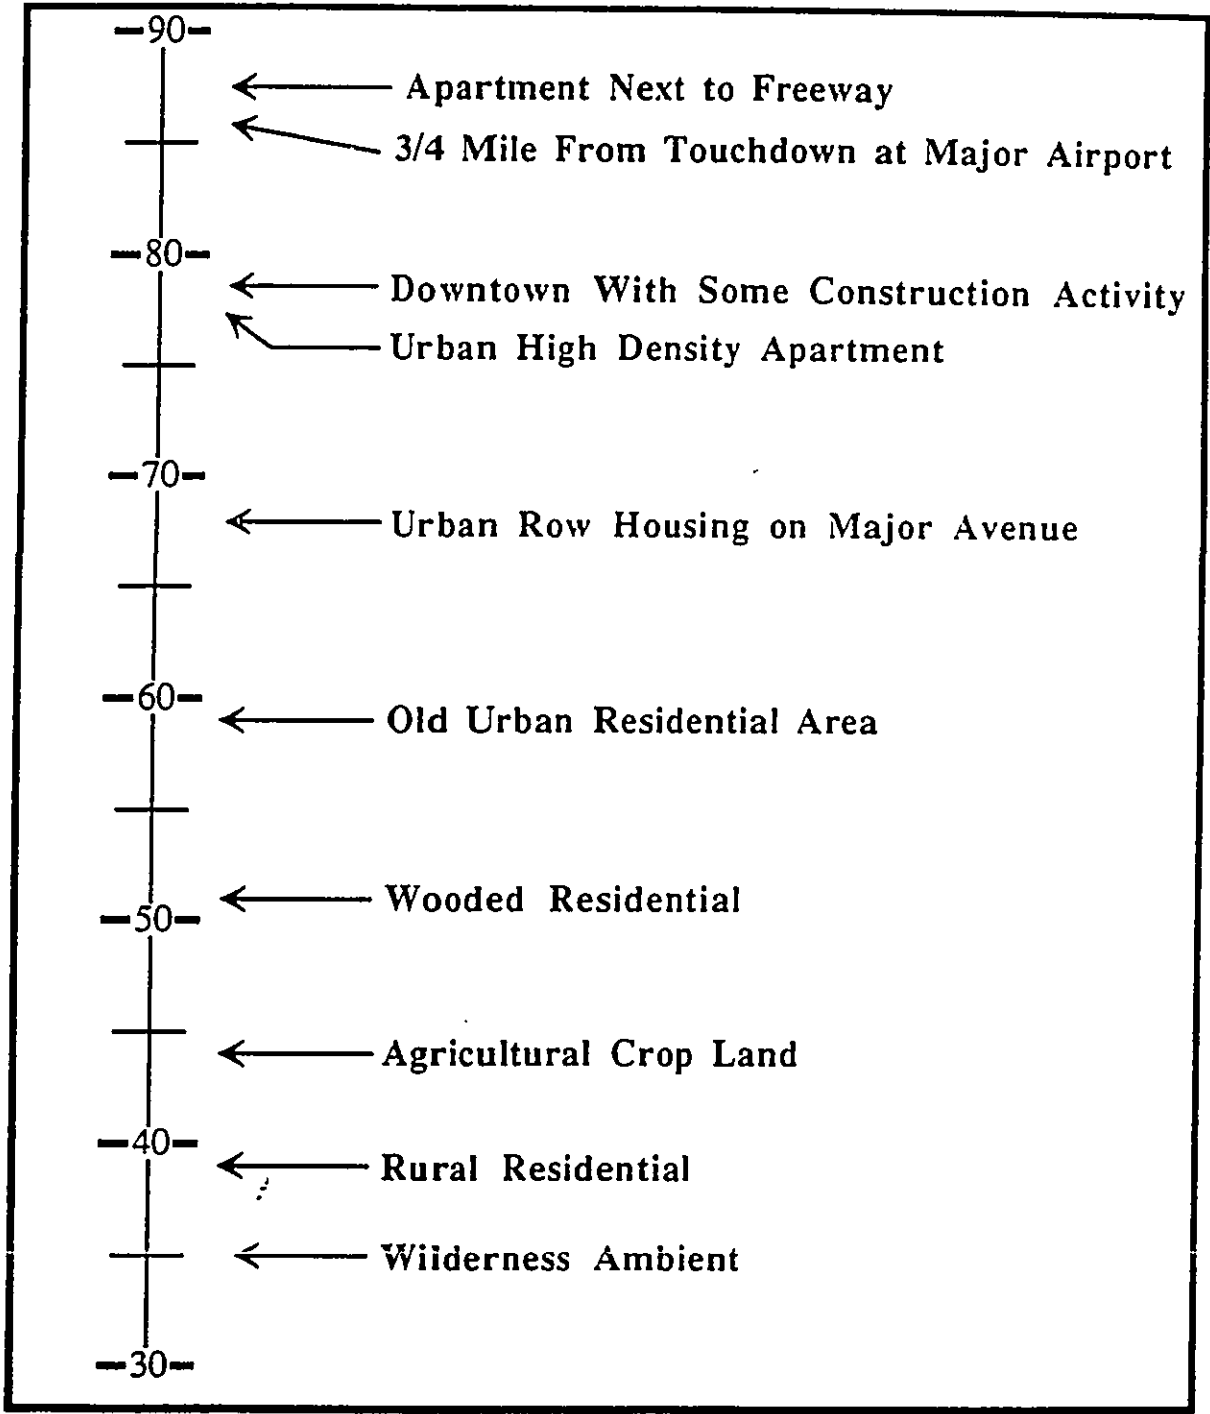 90
Apartment Next to Freeway
3/4 Mile From Touchdown at Major Airport
80
Downtown With Some Construction Activity
Urban High Density Apartment
70
Urban Row Housing on Major Avenue
60
Old Urban Residential Area
Wooded Residential
50
Agricultural Crop Land
40
Rural Residential
Wilderness Ambient
30